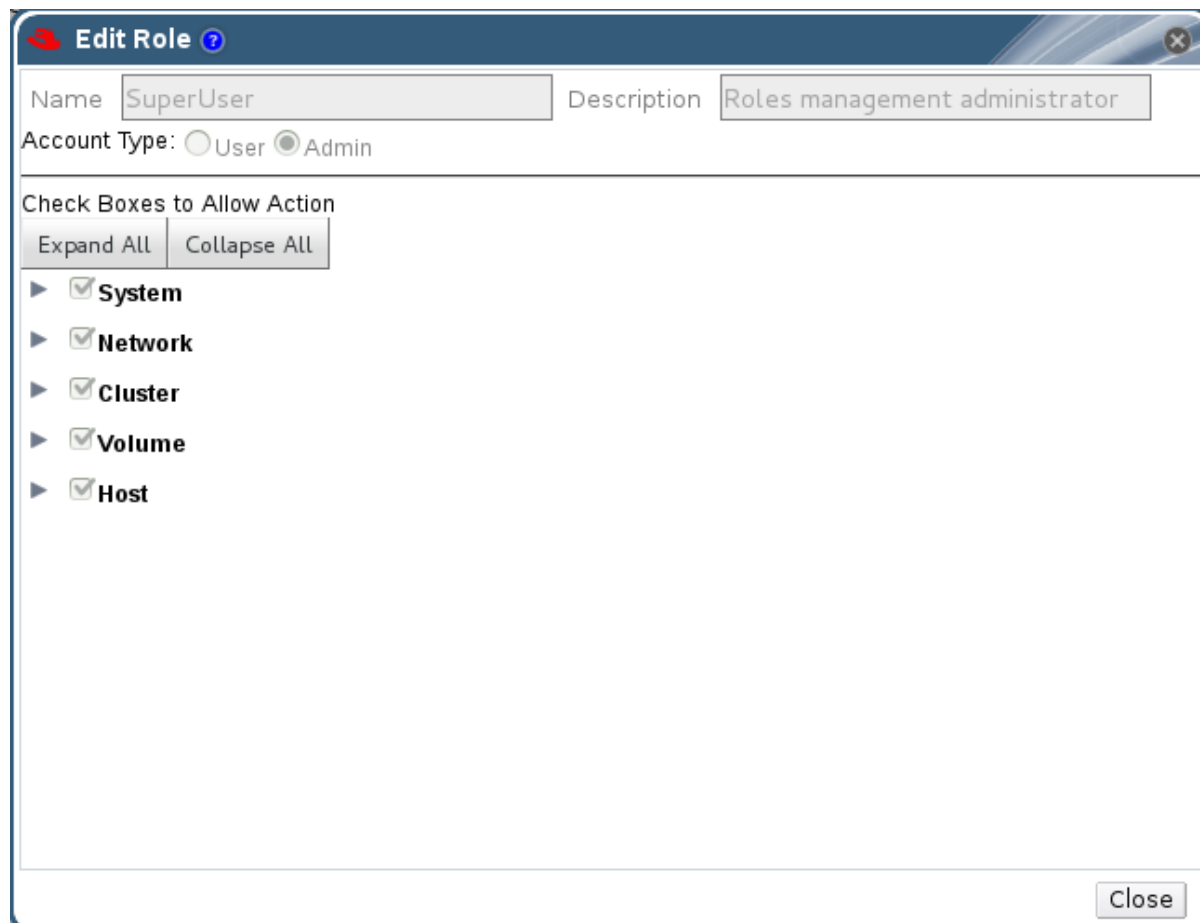 Edit Role ?
Name SuperUser Description Roles management administrator
Account Type: User Admin
Check Boxes to Allow Action
Expand All Collapse All
System
Network
Cluster
Volume
Host
Close